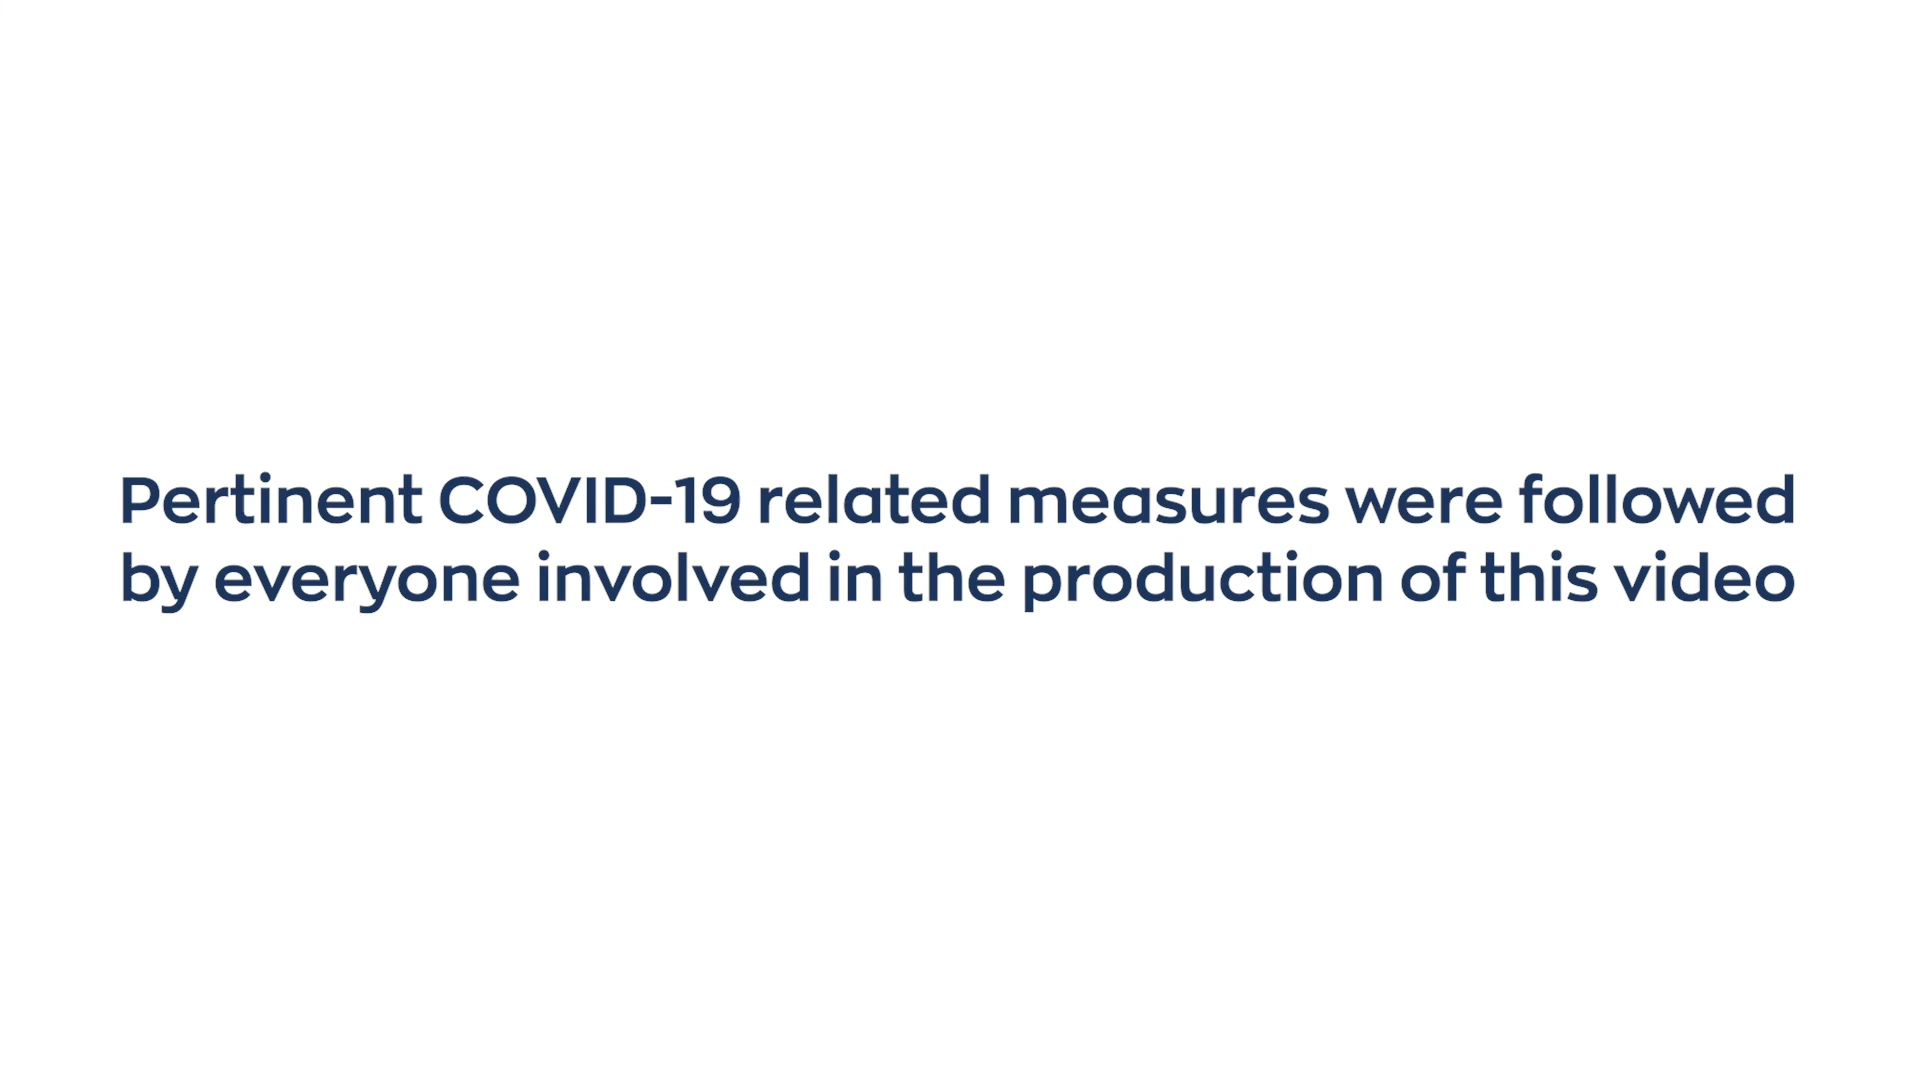 Pertinent COVID-19 related measures were followed
by everyone involved in the production of this video